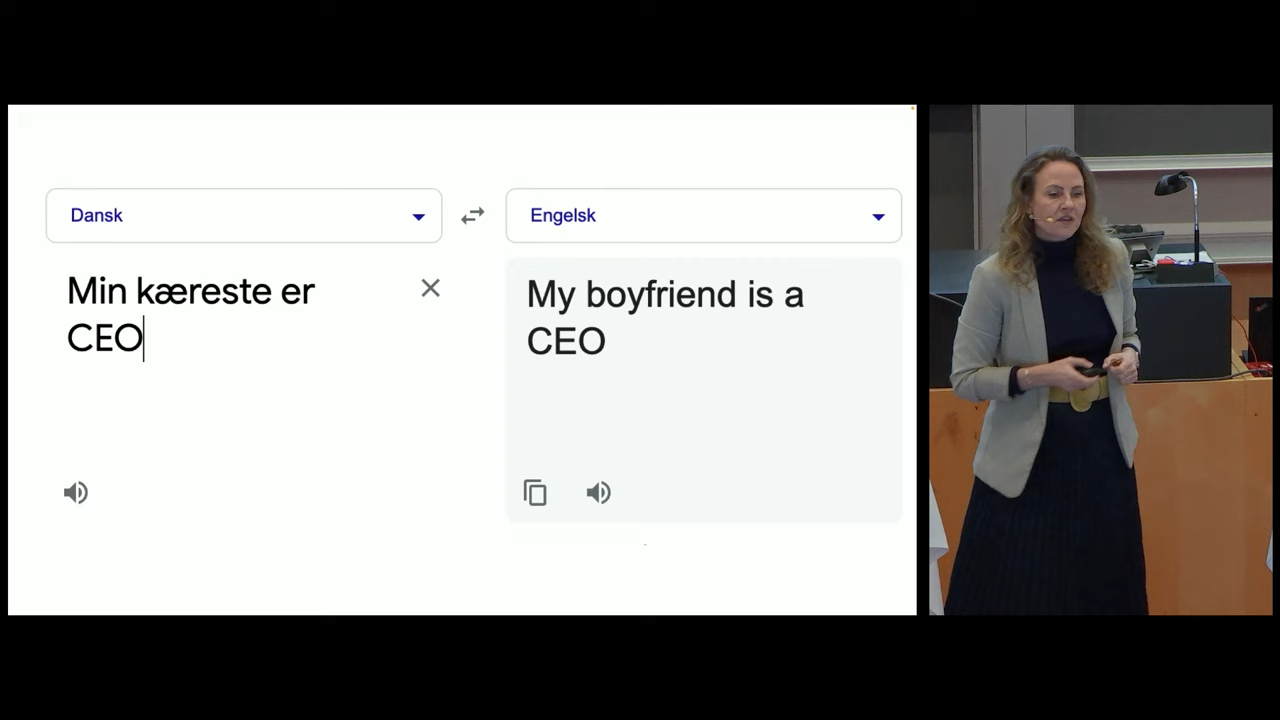 Dansk
Engelsk
Min kæreste er
CEO
My boyfriend is a
CEO